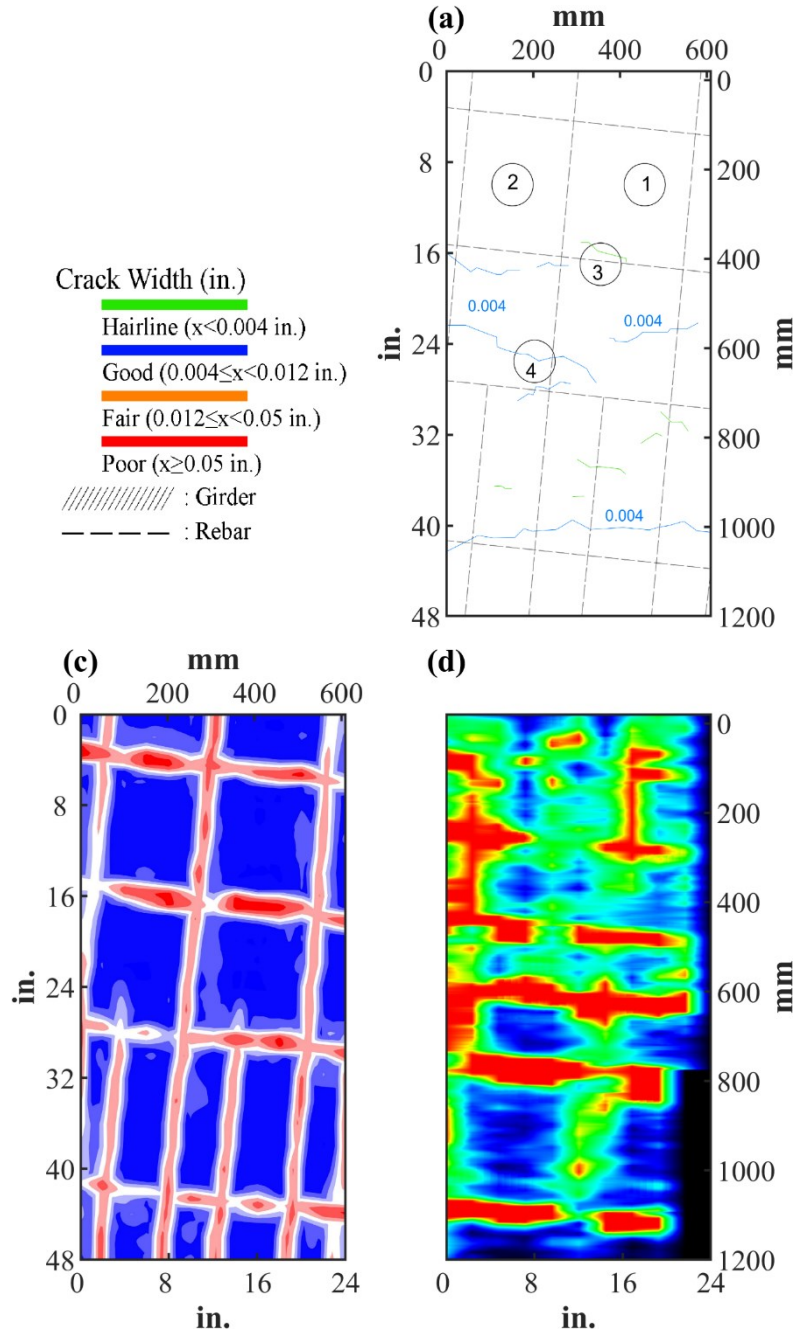 (a)
mm
0 200 400 600
0
8
16
24
32
40
48
in.
0
200
400
600
800
1000
1200
mm
2
1
3
4
0.004
0.004
0.004
Crack Width (in.)
Hairline (x<0.004 in.)
Good (0.004≤x<0.012 in.)
Fair (0.012≤x<0.05 in.)
Poor (x≥0.05 in.)
: Girder
: Rebar
(c)
mm
0 200 400 600
0
8
16
24
32
40
48
in.
0 8 16 24
in.
(d)
0
200
400
600
800
1000
1200
mm
0 8 16 24
in.